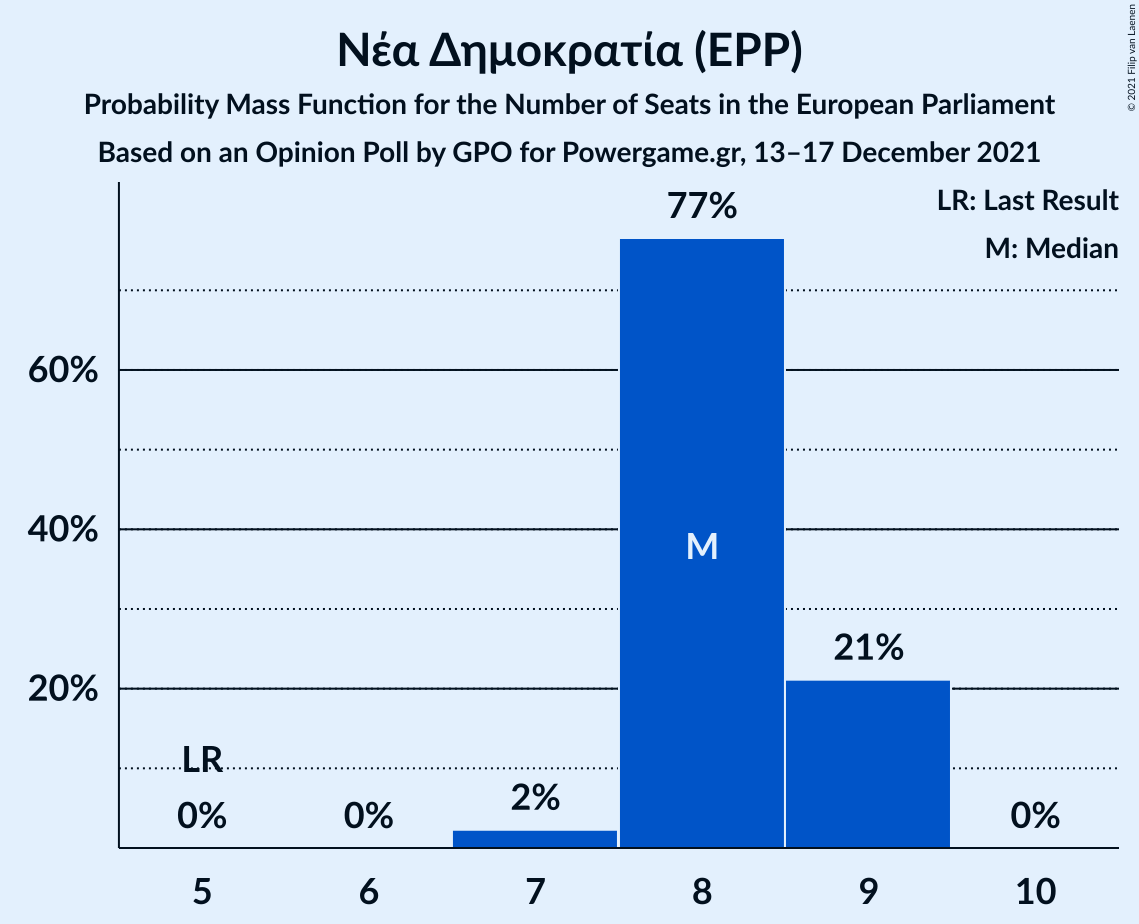 Νέα Δημοκρατία (EPP)
Probability Mass Function for the Number of Seats in the European Parliament
Based on an Opinion Poll by GPO for Powergame.gr, 13–17 December 2021
© 2021 Filip van Laenen
LR: Last Result
M: Median
77%
60%
40%
M
21%
20%
LR
2%
0%
0%
0%
5
6
7
8
9
10